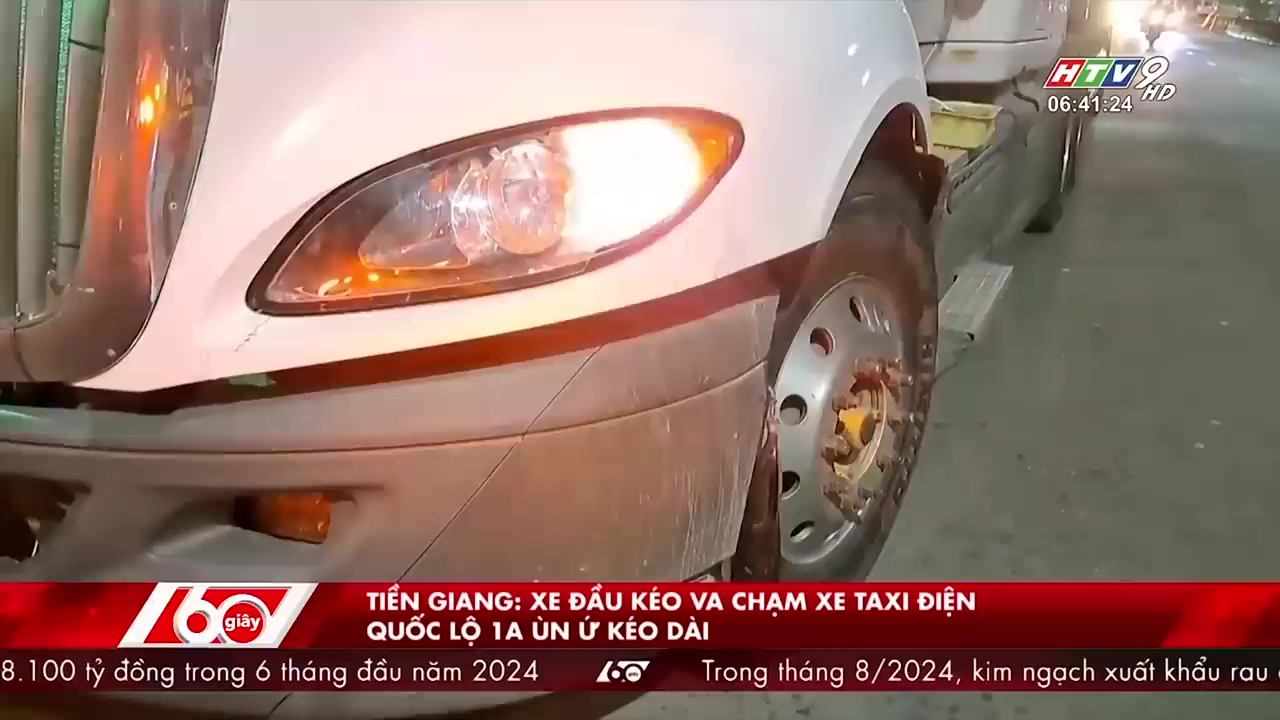 HTV9
HD
06:41:24
60 giây
TIỀN GIANG: XE ĐẦU KÉO VA CHẠM XE TAXI ĐIỆN
QUỐC LỘ 1A ÙN Ứ KÉO DÀI
8.100 tỷ đồng trong 6 tháng đầu năm 2024 60 giây Trong tháng 8/2024, kim ngạch xuất khẩu rau